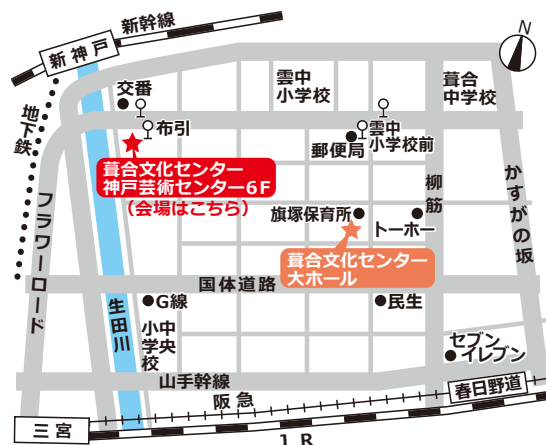 新幹線
新神戸
N
交番
雲中
小学校
葺合
中学校
地下鉄
布引
雲中
小学校前
郵便局
葺合文化センター
神戸芸術センター6F
（会場はこちら）
かすがの坂
柳筋
フラワーロード
旗塚保育所
トーホー
葺合文化センター
大ホール
国体道路
生田川
G線
民生
小中
学央
校
セブン
イレブン
山手幹線
阪急
春日野道
三宮
J R